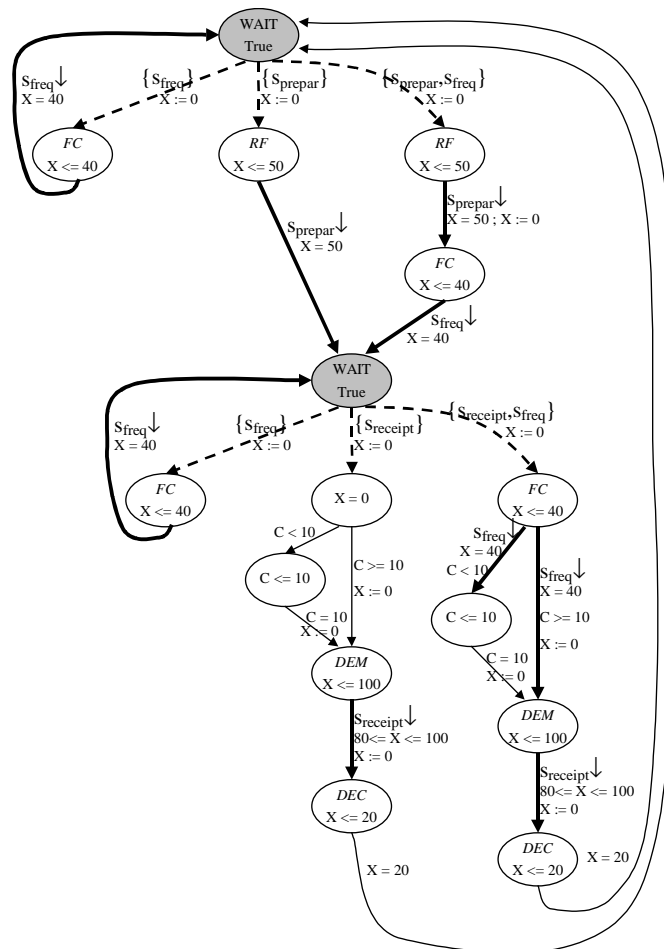 WAIT
True
s_freq↓
X = 40
{s_freq}
X := 0
{s_prepar}
X := 0
{s_prepar,s_freq}
X := 0
FC
X <= 40
RF
X <= 50
RF
X <= 50
s_prepar↓
X = 50
s_prepar↓
X = 50 ; X := 0
FC
X <= 40
s_freq↓
X = 40
WAIT
True
s_freq↓
X = 40
{s_freq}
X := 0
{s_receipt}
X := 0
{s_receipt,s_freq}
X := 0
FC
X <= 40
X = 0
FC
X <= 40
C < 10
C >= 10
X := 0
C <= 10
C = 10
X := 0
s_freq↓
X = 40
C < 10
s_freq↓
X = 40
C >= 10
X := 0
C <= 10
C = 10
X := 0
DEM
X <= 100
DEM
X <= 100
s_receipt↓
80<= X <= 100
X := 0
s_receipt↓
80<= X <= 100
X := 0
DEC
X <= 20
X = 20
DEC
X <= 20
X = 20